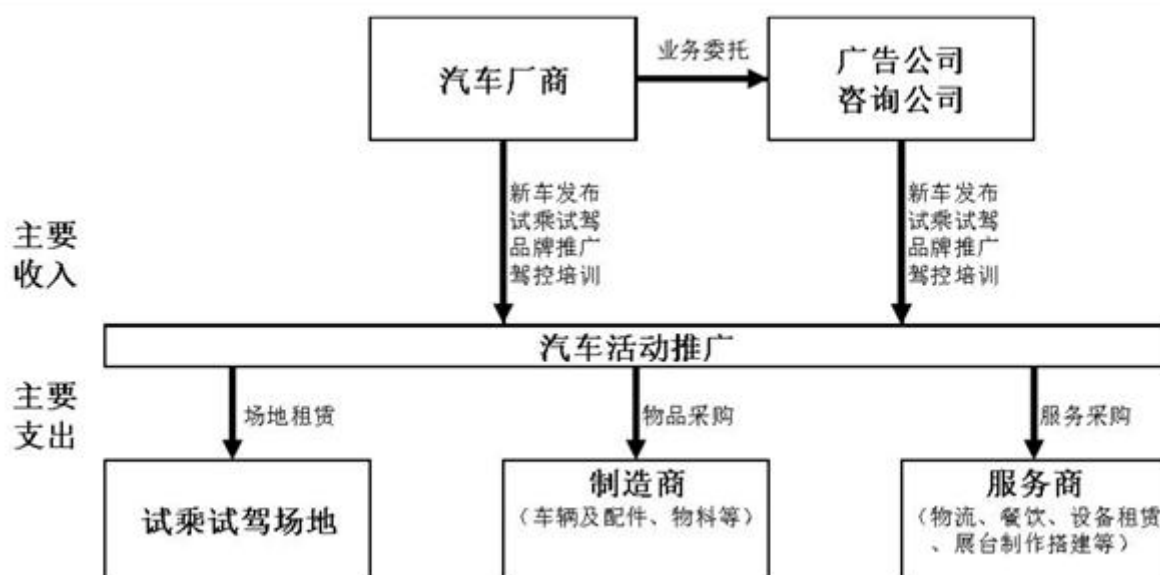 汽车厂商
业务委托
广告公司
咨询公司
新车发布
试乘试驾
品牌推广
驾控培训
新车发布
试乘试驾
品牌推广
驾控培训
主要
收入
汽车活动推广
主要
支出
场地租赁
物品采购
服务采购
试乘试驾场地
制造商
（车辆及配件、物料等）
服务商
（物流、餐饮、设备租赁
、展台制作搭建等）